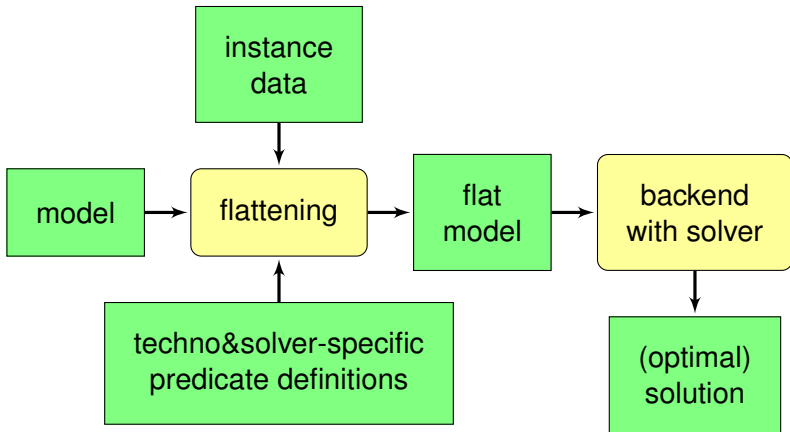 instance
data
model
flattening
flat
model
backend
with solver
techno&solver-specific
predicate definitions
(optimal)
solution